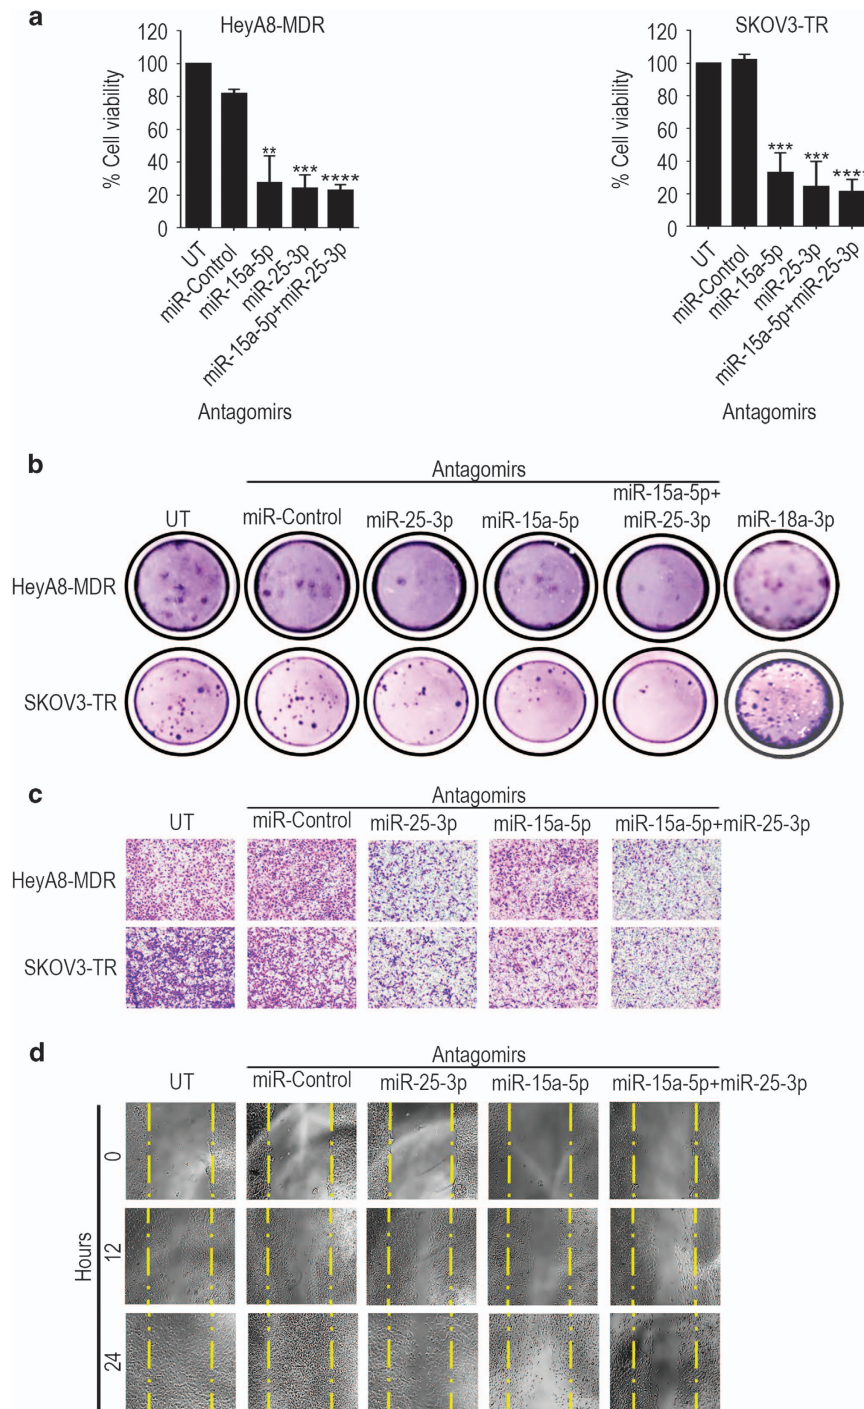 a
HeyA8-MDR
% Cell viability
120
100
80
60
40
20
0
**
***
****
UT
miR-Control
miR-15a-5p
miR-25-3p
miR-15a-5p+miR-25-3p
Antagomirs
SKOV3-TR
% Cell viability
120
100
80
60
40
20
0
***
***
****
UT
miR-Control
miR-15a-5p
miR-25-3p
miR-15a-5p+miR-25-3p
Antagomirs
b
Antagomirs
UT
miR-Control
miR-25-3p
miR-15a-5p
miR-15a-5p+
miR-25-3p
miR-18a-3p
HeyA8-MDR
SKOV3-TR
c
Antagomirs
UT
miR-Control
miR-25-3p
miR-15a-5p
miR-15a-5p+miR-25-3p
HeyA8-MDR
SKOV3-TR
d
Antagomirs
UT
miR-Control
miR-25-3p
miR-15a-5p
miR-15a-5p+miR-25-3p
Hours
0
12
24